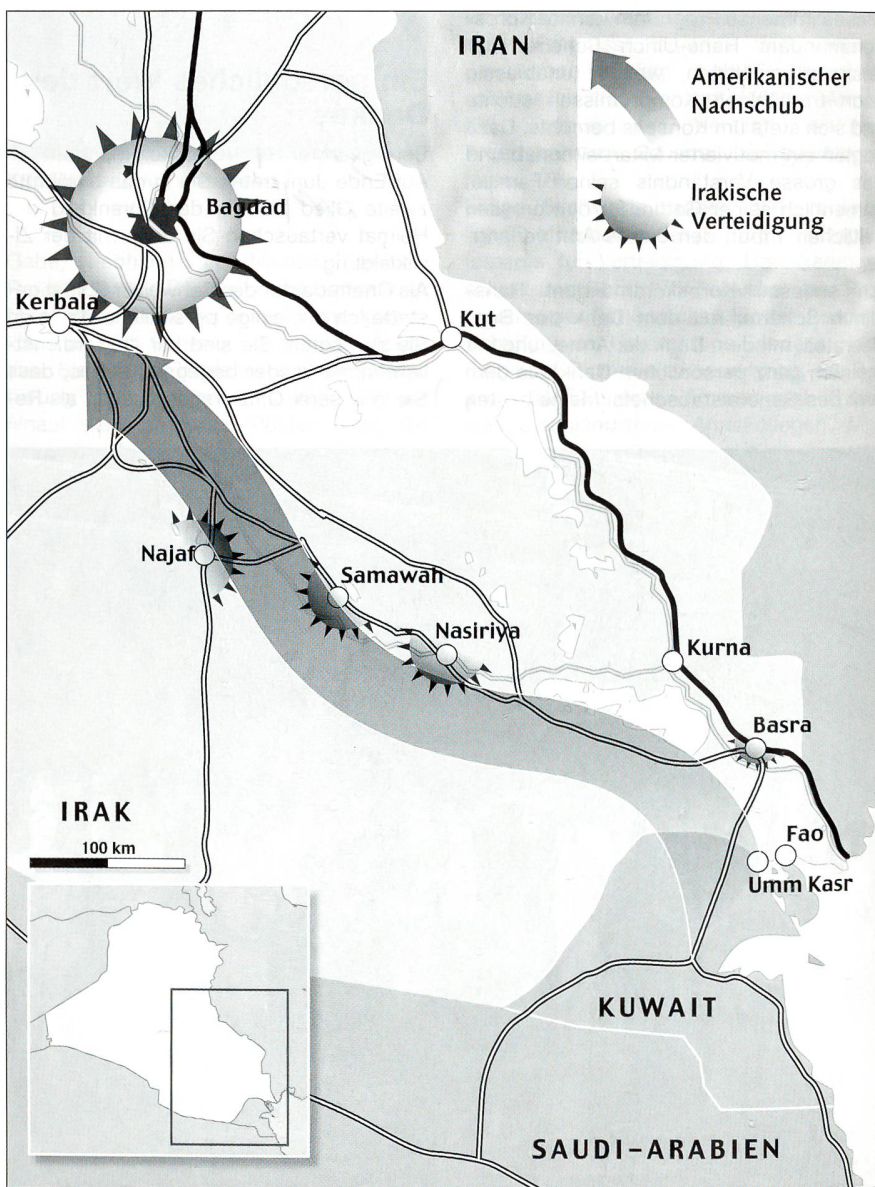 IRAN
Amerikanischer
Nachschub
Irakische
Verteidigung
Bagdad
Kerbala
Kut
Najaf
Samawah
Nasiriya
Kurna
Basra
IRAK
100 km
Fao
Umm Kasr
KUWAIT
SAUDI–ARABIEN